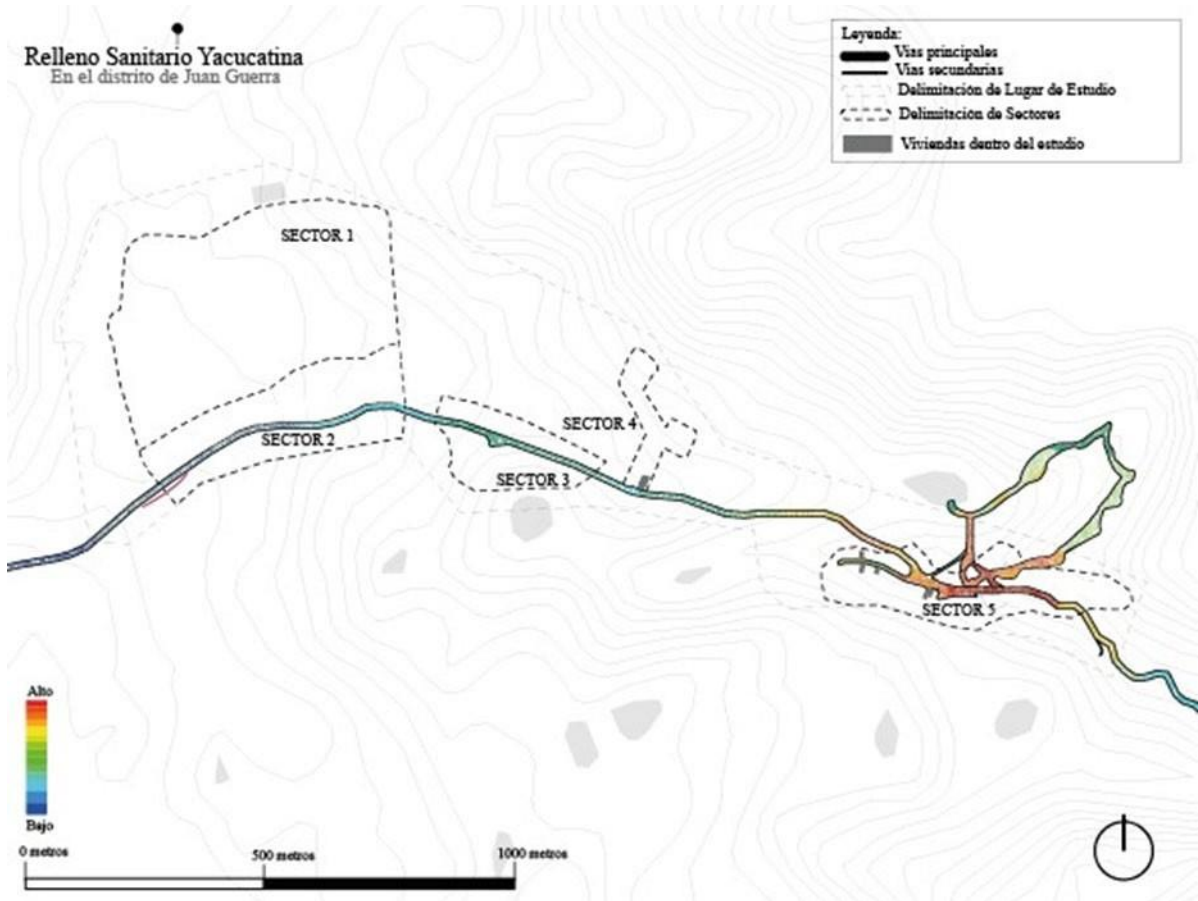 Relleno Sanitario Yacucatina
En el distrito de Juan Guerra
Leyenda:
Vias principales
Vias secundarias
Delimitación de Lugar de Estudio
Delimitación de Sectores
Viviendas dentro del estudio
SECTOR 1
SECTOR 2
SECTOR 4
SECTOR 3
SECTOR 5
Alto
Bajo
0 metros
500 metros
1000 metros